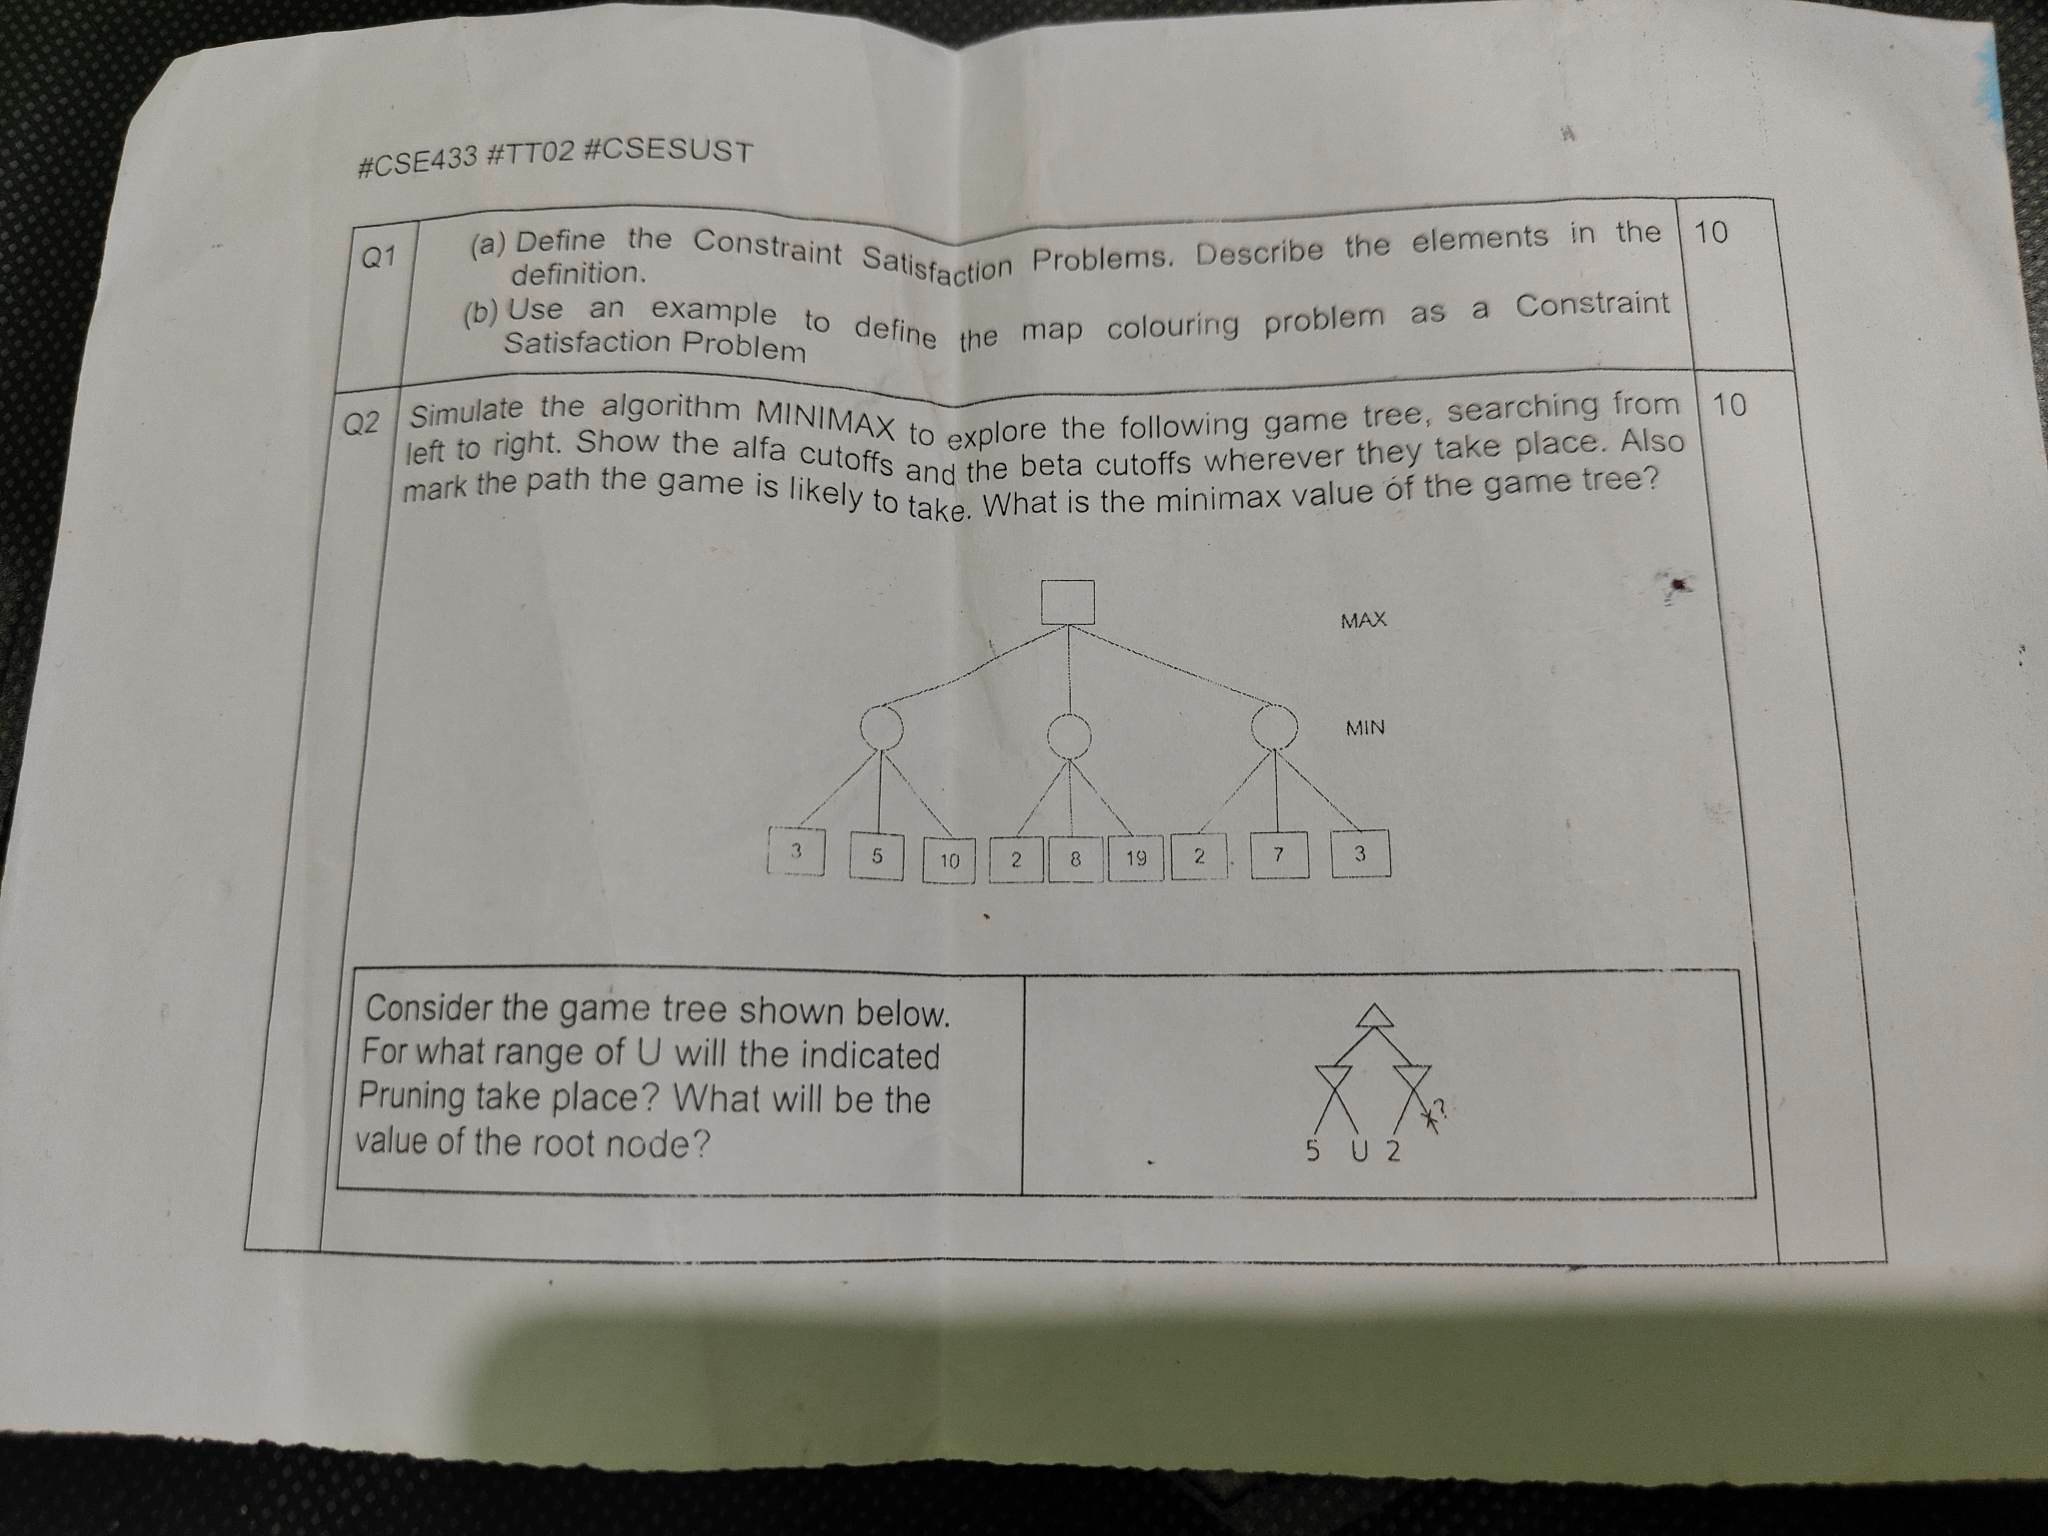 #CSE433 #TT02 #CSESUST
Q1
(a) Define the Constraint Satisfaction Problems. Describe the elements in the
definition.
(b) Use an example to define the map colouring problem as a Constraint
Satisfaction Problem
10
Q2
Simulate the algorithm MINIMAX to explore the following game tree, searching from
left to right. Show the alfa cutoffs and the beta cutoffs wherever they take place. Also
mark the path the game is likely to take. What is the minimax value of the game tree?
10
MAX
MIN
3 5 10 2 8 19 2 7 3
Consider the game tree shown below.
For what range of U will the indicated
Pruning take place? What will be the
value of the root node?
?
5 U 2